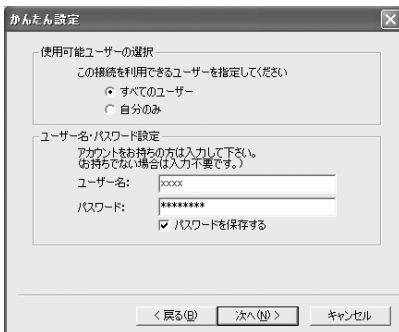 かんたん設定
使用可能ユーザーの選択
この接続を利用できるユーザーを指定してください
すべてのユーザー
自分のみ
ユーザー名・パスワード設定
アカウントをお持ちの方は入力して下さい。
(お持ちでない場合は入力不要です。)
ユーザー名: xxxx
パスワード: ********
パスワードを保存する
< 戻る(B) 次へ(N) > キャンセル